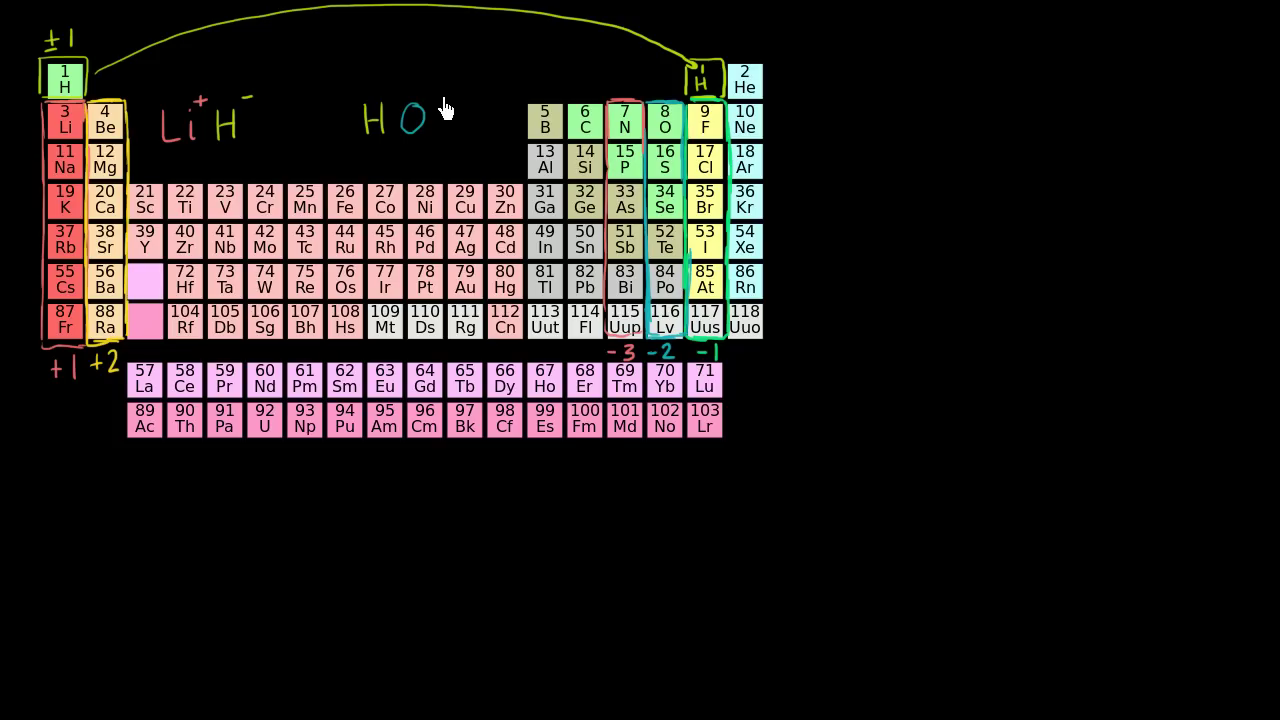 ± 1
1 H 1 H 2 He
3 Li 4 Be Li+ H− H O 5 B 6 C 7 N 8 O 9 F 10 Ne
11 Na 12 Mg 13 Al 14 Si 15 P 16 S 17 Cl 18 Ar
19 K 20 Ca 21 Sc 22 Ti 23 V 24 Cr 25 Mn 26 Fe 27 Co 28 Ni 29 Cu 30 Zn 31 Ga 32 Ge 33 As 34 Se 35 Br 36 Kr
37 Rb 38 Sr 39 Y 40 Zr 41 Nb 42 Mo 43 Tc 44 Ru 45 Rh 46 Pd 47 Ag 48 Cd 49 In 50 Sn 51 Sb 52 Te 53 I 54 Xe
55 Cs 56 Ba 72 Hf 73 Ta 74 W 75 Re 76 Os 77 Ir 78 Pt 79 Au 80 Hg 81 Tl 82 Pb 83 Bi 84 Po 85 At 86 Rn
87 Fr 88 Ra 104 Rf 105 Db 106 Sg 107 Bh 108 Hs 109 Mt 110 Ds 111 Rg 112 Cn 113 Uut 114 Fl 115 Uup 116 Lv 117 Uus 118 Uuo
+1 +2 -3 -2 -1
57 La 58 Ce 59 Pr 60 Nd 61 Pm 62 Sm 63 Eu 64 Gd 65 Tb 66 Dy 67 Ho 68 Er 69 Tm 70 Yb 71 Lu
89 Ac 90 Th 91 Pa 92 U 93 Np 94 Pu 95 Am 96 Cm 97 Bk 98 Cf 99 Es 100 Fm 101 Md 102 No 103 Lr